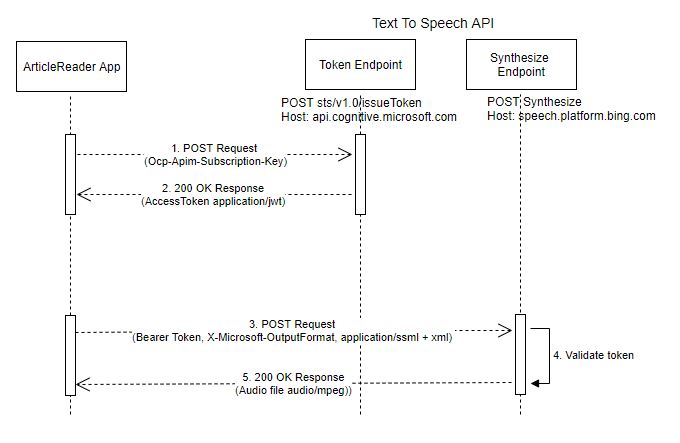 Text To Speech API
ArticleReader App
Token Endpoint
Synthesize
Endpoint
POST sts/v1.0/issueToken
Host: api.cognitive.microsoft.com
POST Synthesize
Host: speech.platform.bing.com
1. POST Request
(Ocp-Apim-Subscription-Key)
2. 200 OK Response
(AccessToken application/jwt)
3. POST Request
(Bearer Token, X-Microsoft-OutputFormat, application/ssml + xml)
4. Validate token
5. 200 OK Response
(Audio file audio/mpeg))